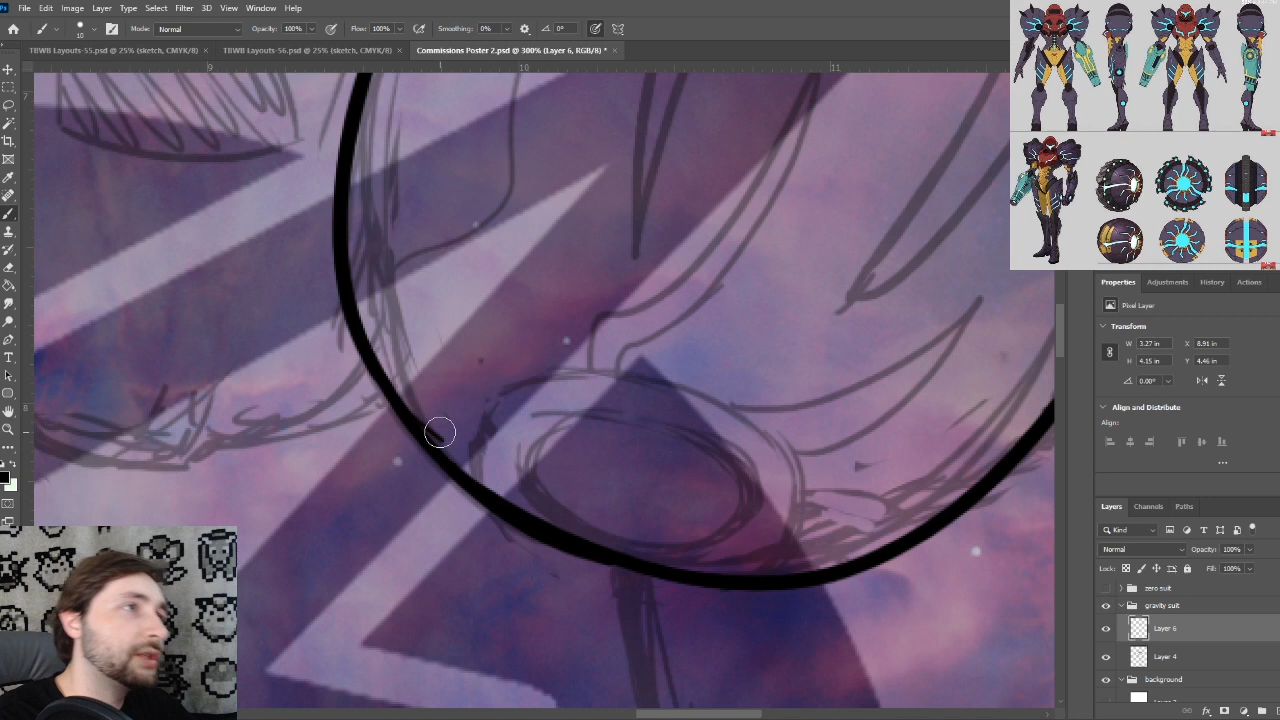 File Edit Image Layer Type Select Filter 3D View Window Help
Mode: Normal Opacity: 100% Flow: 100% Smoothing: 0% 0°
TBWB Layouts-55.psd @ 25% (sketch, CMYK/8) × TBWB Layouts-56.psd @ 25% (sketch, CMYK/8) × Commissions Poster 2.psd @ 300% (Layer 6, RGB/8) * ×
9 10 11
7
8
Properties Adjustments History Actions
Pixel Layer
Transform
W 3.27 in X 8.91 in
H 4.15 in Y 4.46 in
0.00°
Align and Distribute
Align:
Layers Channels Paths
Kind
Normal Opacity: 100%
Lock: Fill: 100%
zero suit
gravity suit
Layer 6
Layer 4
background